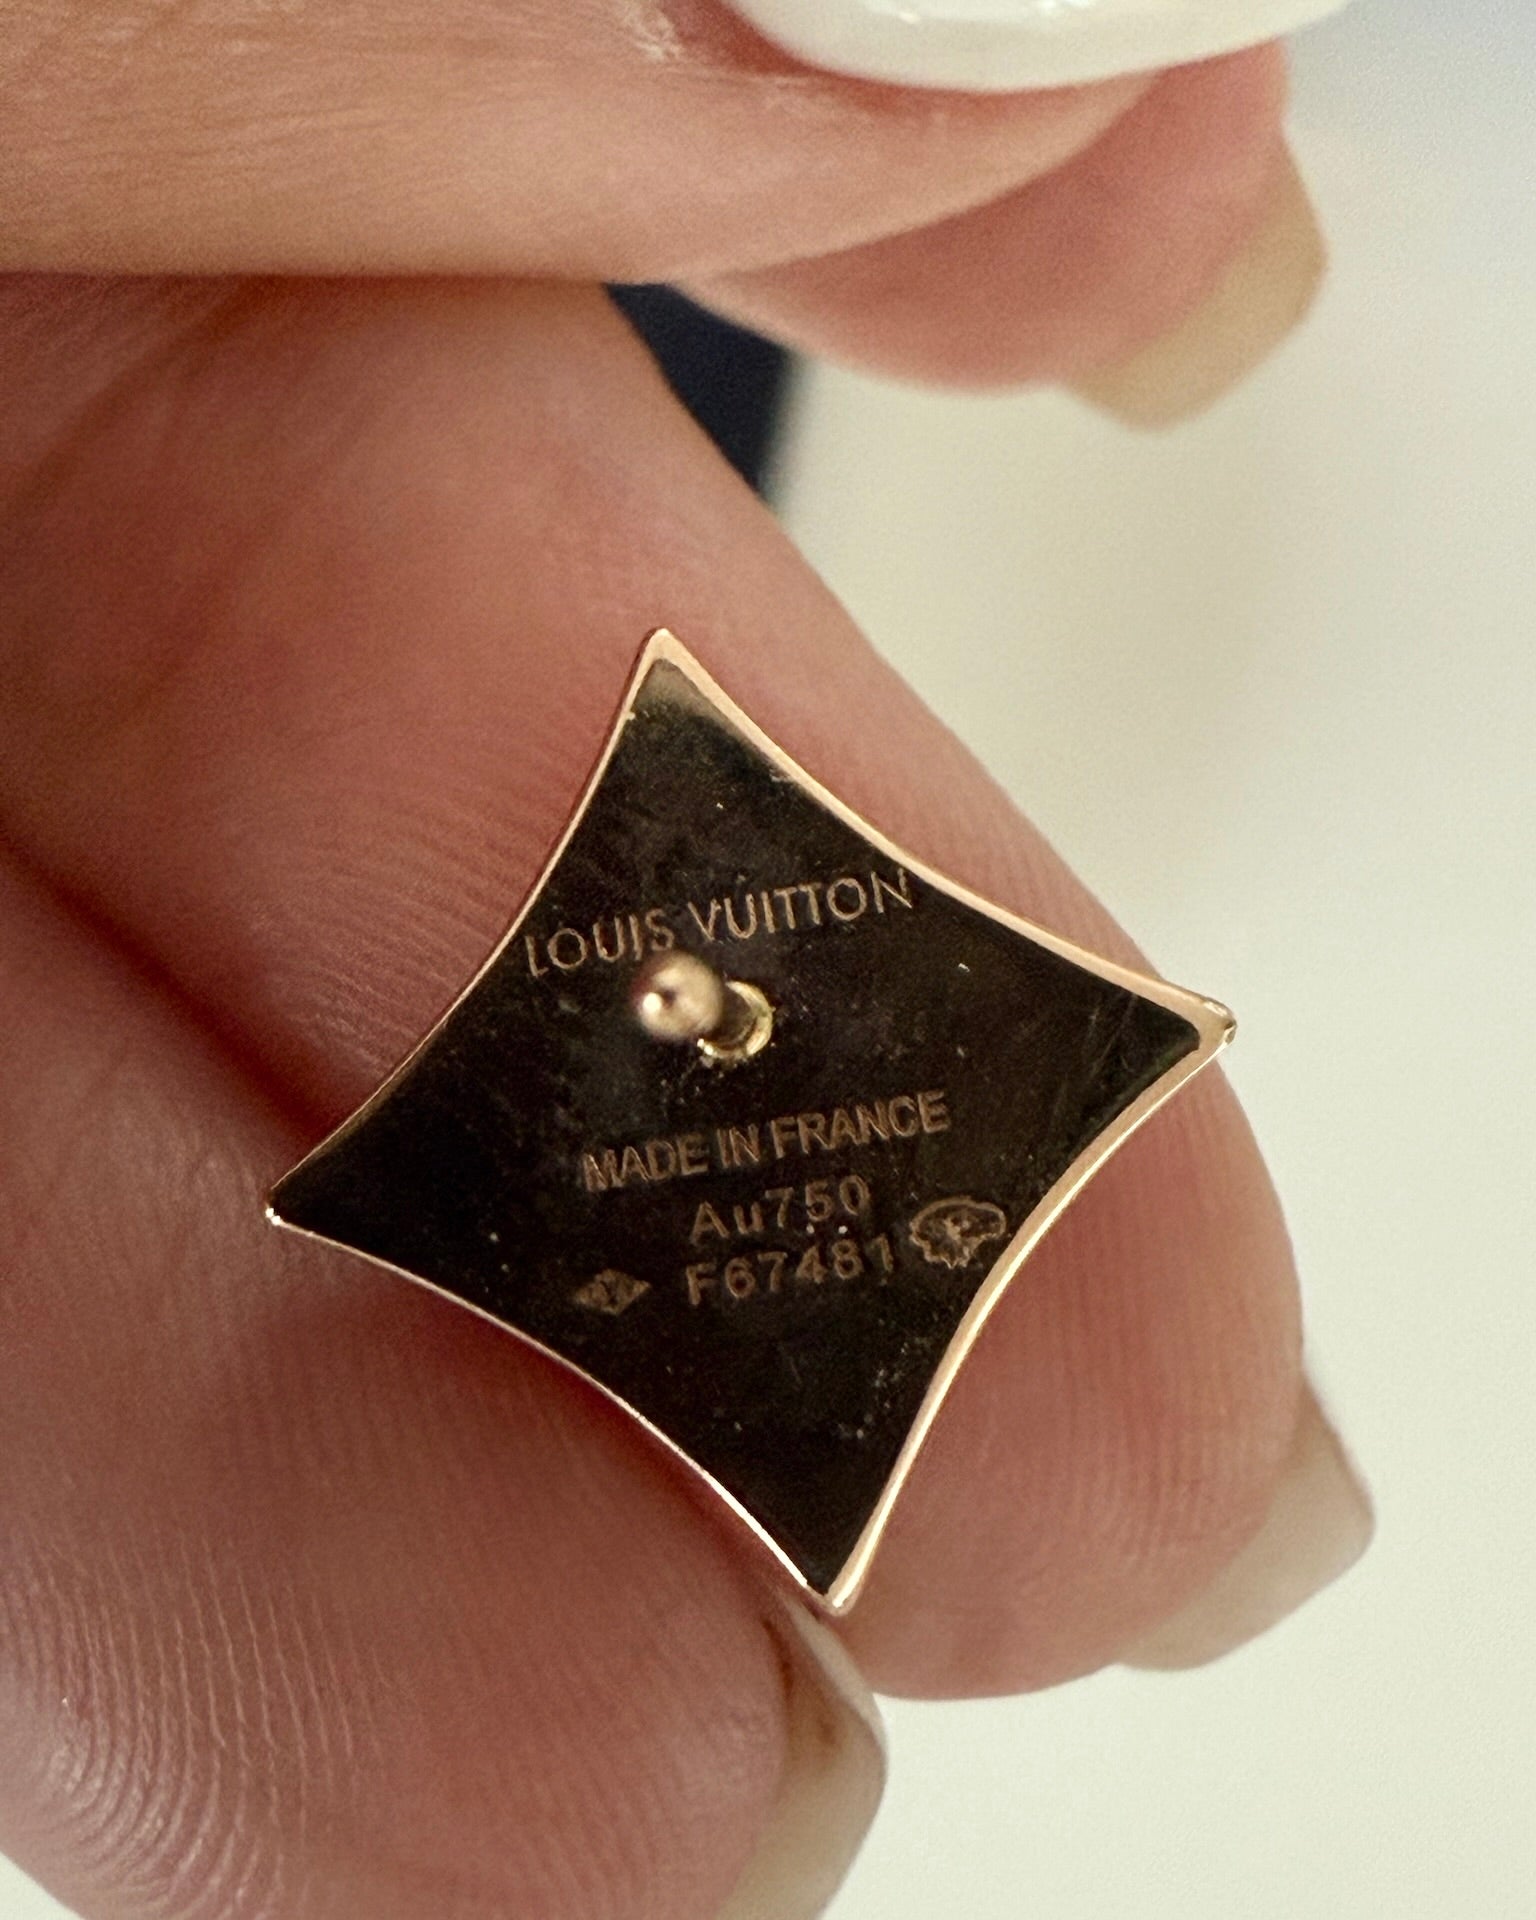 LOUIS VUITTON
MADE IN FRANCE
Au750
F67481